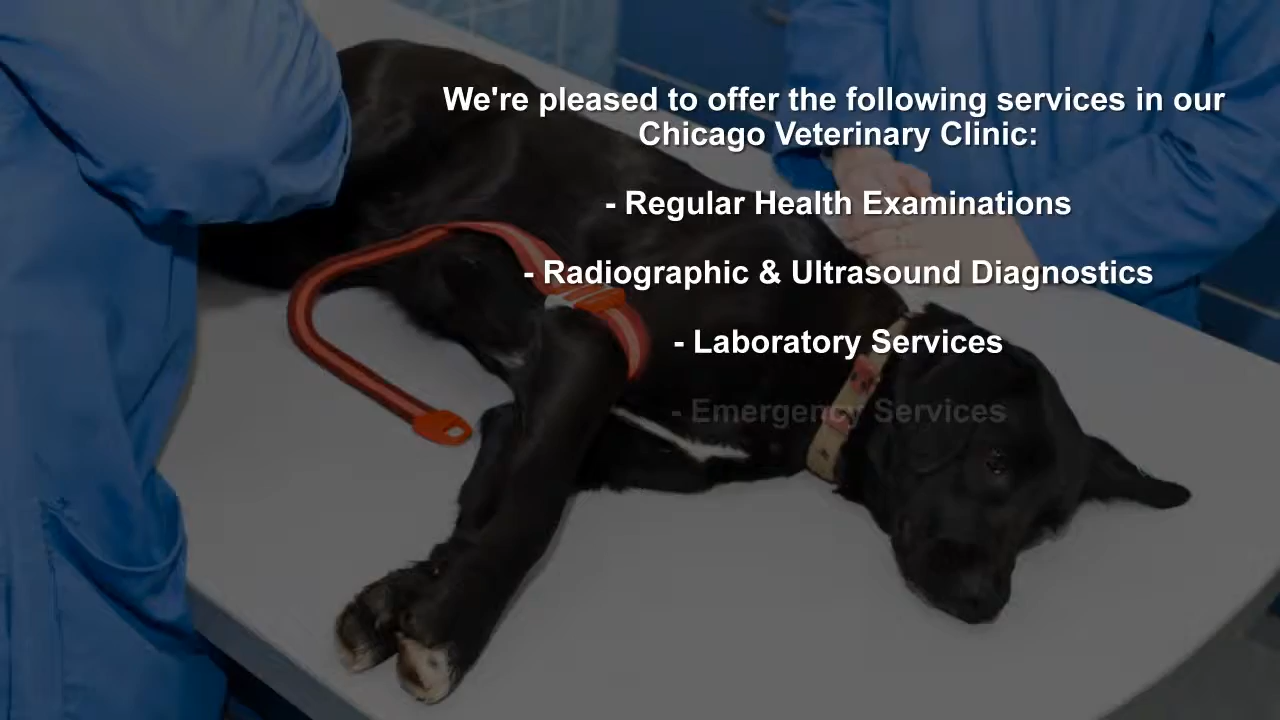 We're pleased to offer the following services in our
Chicago Veterinary Clinic:
- Regular Health Examinations
- Radiographic & Ultrasound Diagnostics
- Laboratory Services
- Emergency Services